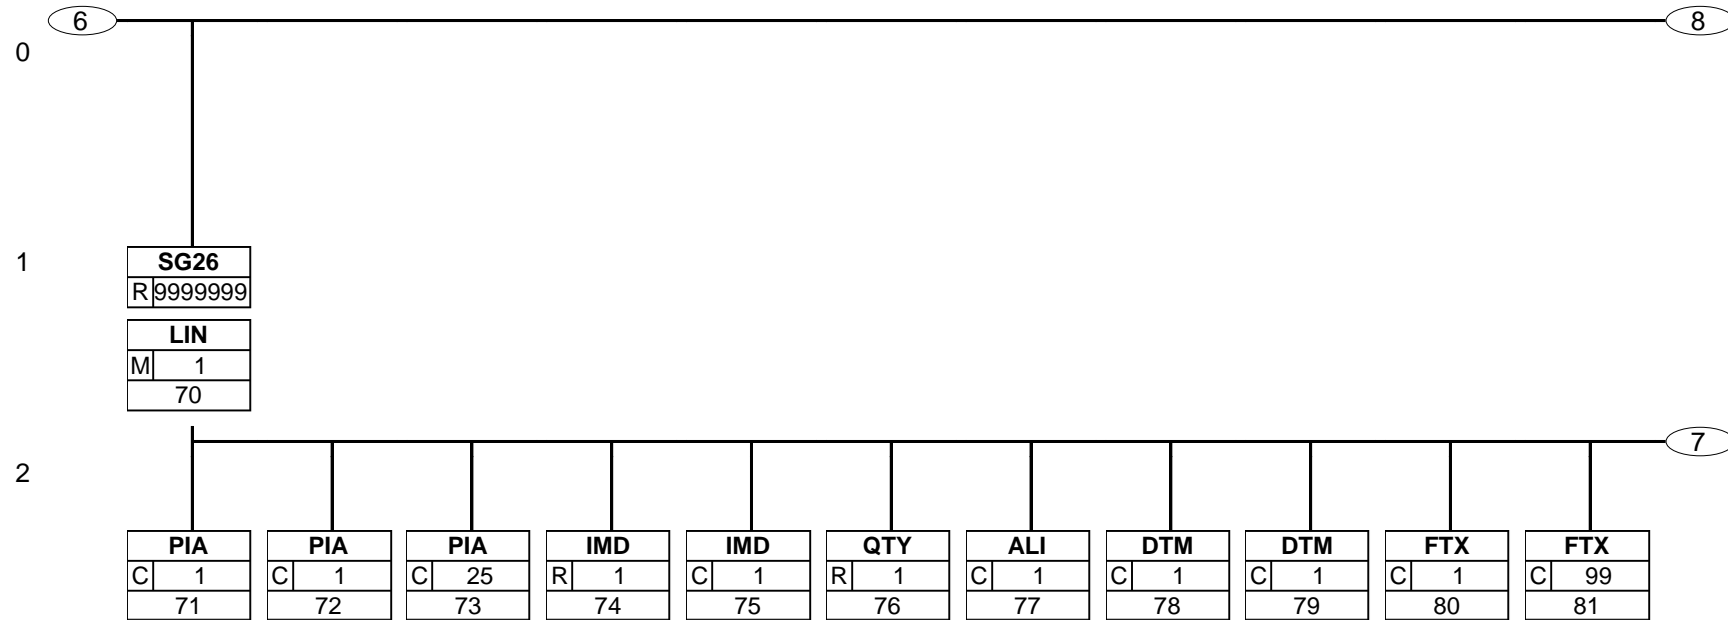 6 8
0
1
SG26
R 9999999
LIN
M 1
70
7
2
PIA PIA PIA IMD IMD QTY ALI DTM DTM FTX FTX
C 1 C 1 C 25 R 1 C 1 R 1 C 1 C 1 C 1 C 1 C 99
71 72 73 74 75 76 77 78 79 80 81